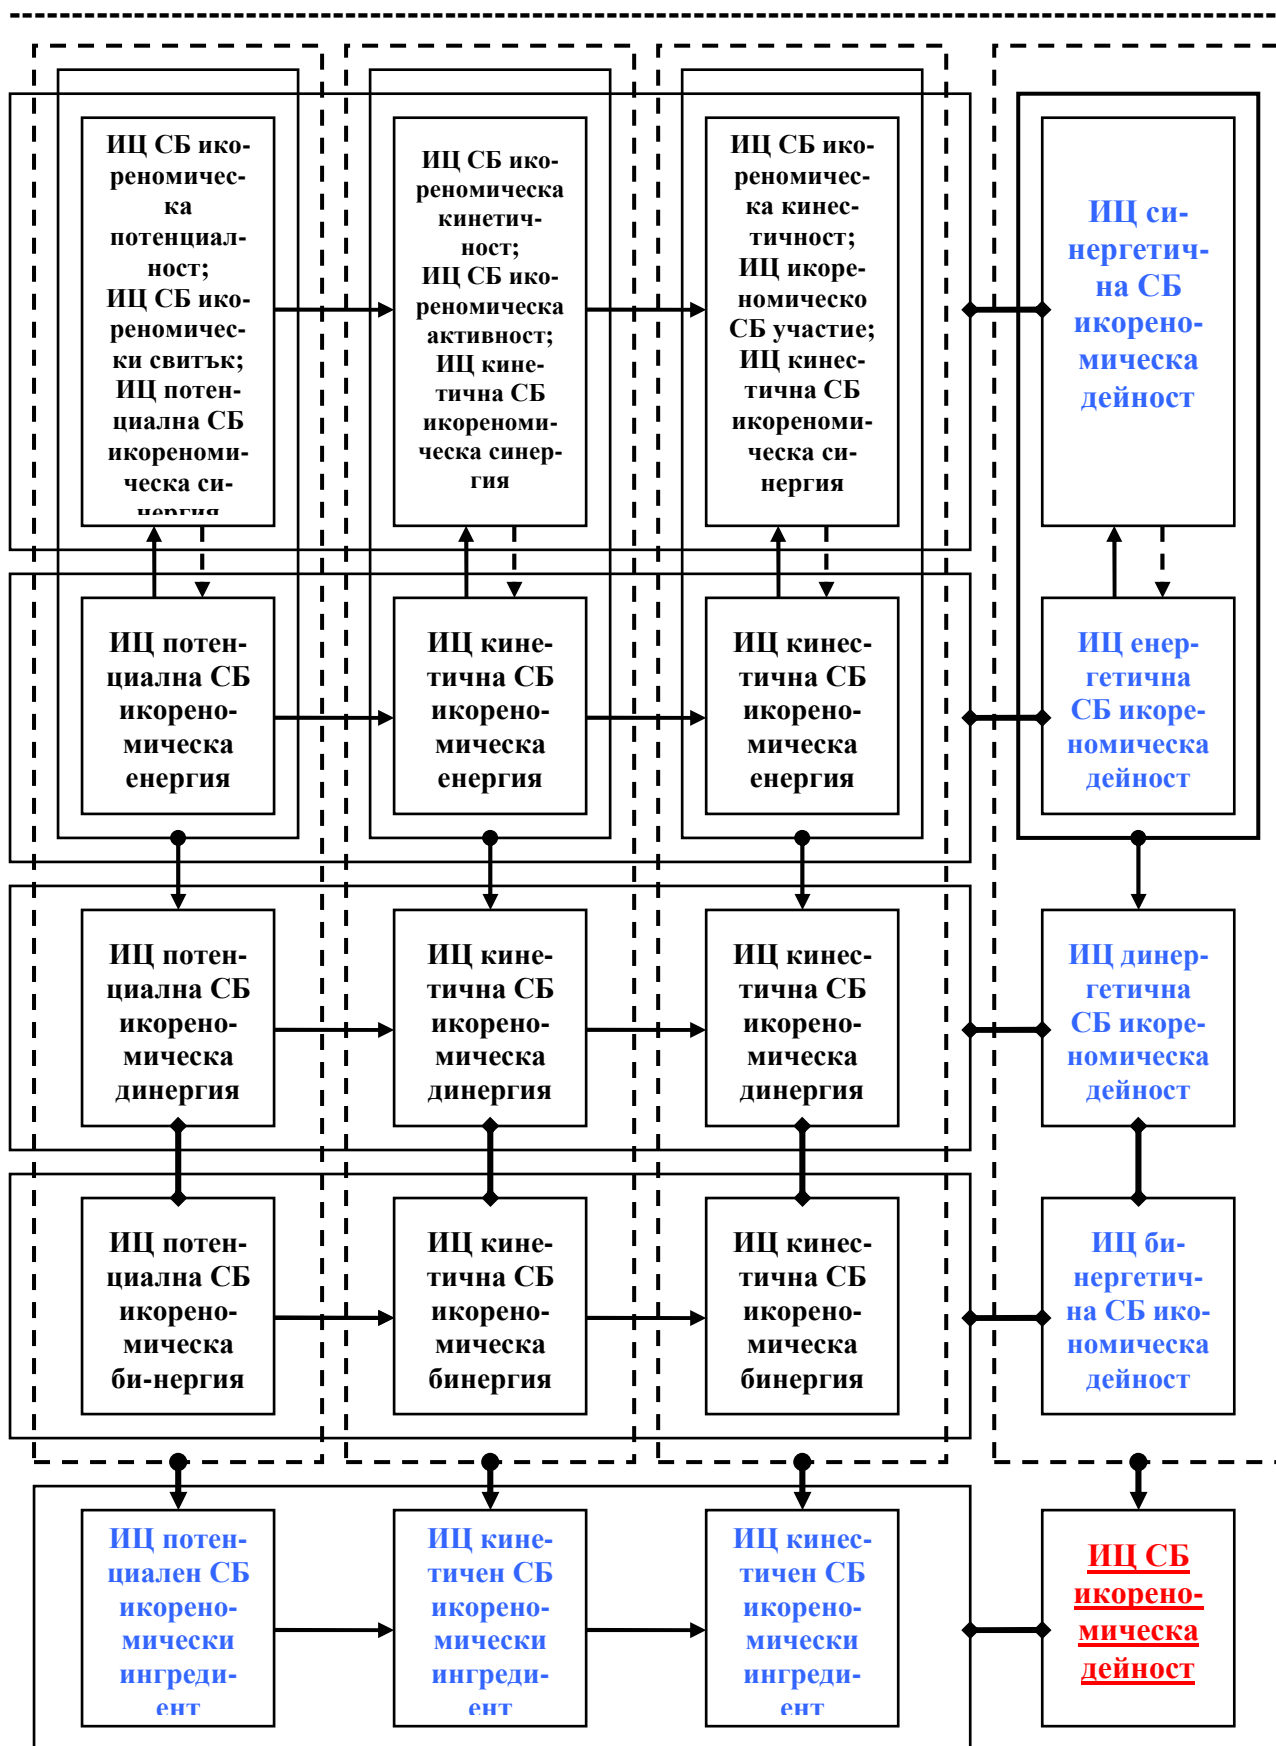 ИЦ СБ ико-
реномичес-
ка
потенциал-
ност;
ИЦ СБ ико-
реномичес-
ки свитък;
ИЦ потен-
циална СБ
икореноми-
ческа си-
нергия
ИЦ СБ ико-
реномическа
кинетич-
ност;
ИЦ СБ ико-
реномическа
активност;
ИЦ кине-
тична СБ
икореноми-
ческа синер-
гия
ИЦ СБ ико-
реномичес-
ка кинес-
тичност;
ИЦ икоре-
номическо
СБ участие;
ИЦ кинес-
тична СБ
икореноми-
ческа си-
нергия
ИЦ си-
нергетич-
на СБ
икорено-
мическа
дейност
ИЦ потен-
циална СБ
икорено-
мическа
енергия
ИЦ кине-
тична СБ
икорено-
мическа
енергия
ИЦ кинес-
тична СБ
икорено-
мическа
енергия
ИЦ енер-
гетична
СБ икоре-
номическа
дейност
ИЦ потен-
циална СБ
икорено-
мическа
динергия
ИЦ кине-
тична СБ
икорено-
мическа
динергия
ИЦ кинес-
тична СБ
икорено-
мическа
динергия
ИЦ динер-
гетична
СБ икоре-
номическа
дейност
ИЦ потен-
циална СБ
икорено-
мическа
би-нергия
ИЦ кине-
тична СБ
икорено-
мическа
бинергия
ИЦ кинес-
тична СБ
икорено-
мическа
бинергия
ИЦ би-
нергетич-
на СБ ико-
номическа
дейност
ИЦ потен-
циален СБ
икорено-
мически
ингреди-
ент
ИЦ кине-
тичен СБ
икорено-
мически
ингреди-
ент
ИЦ кинес-
тичен СБ
икорено-
мически
ингреди-
ент
ИЦ СБ
икорено-
мическа
дейност